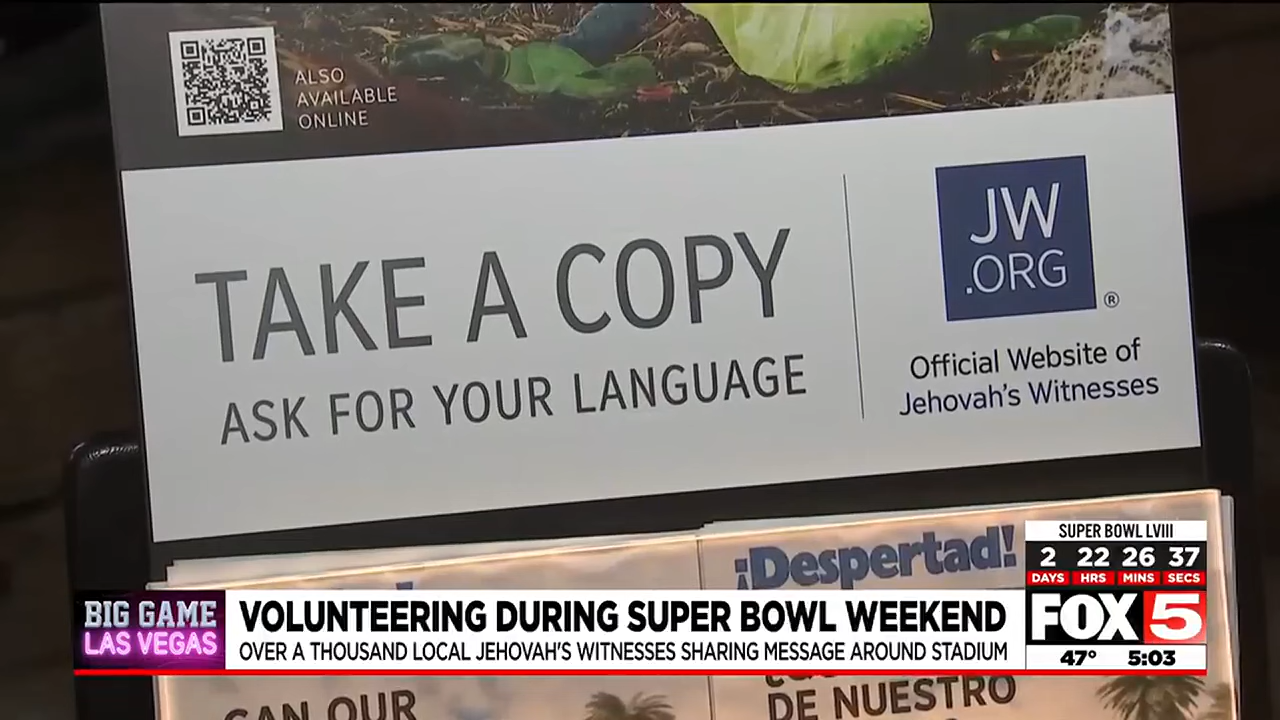 ALSO
AVAILABLE
ONLINE
TAKE A COPY
ASK FOR YOUR LANGUAGE
JW
.ORG
®
Official Website of
Jehovah's Witnesses
¡Despertad!
CAN OUR
DE NUESTRO
SUPER BOWL LVIII
2 22 26 37
DAYS HRS MINS SECS
BIG GAME
LAS VEGAS
VOLUNTEERING DURING SUPER BOWL WEEKEND
OVER A THOUSAND LOCAL JEHOVAH'S WITNESSES SHARING MESSAGE AROUND STADIUM
FOX 5
47° 5:03